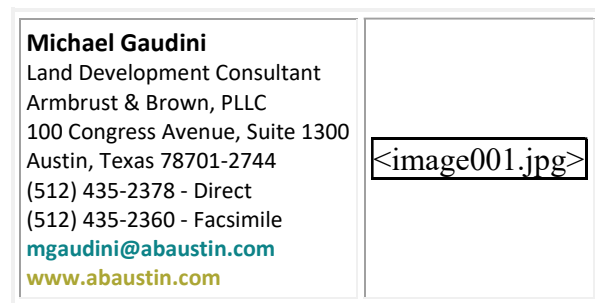 Michael Gaudini
Land Development Consultant
Armbrust & Brown, PLLC
100 Congress Avenue, Suite 1300
Austin, Texas 78701-2744
(512) 435-2378 - Direct
(512) 435-2360 - Facsimile
mgaudini@abaustin.com
www.abaustin.com
<image001.jpg>